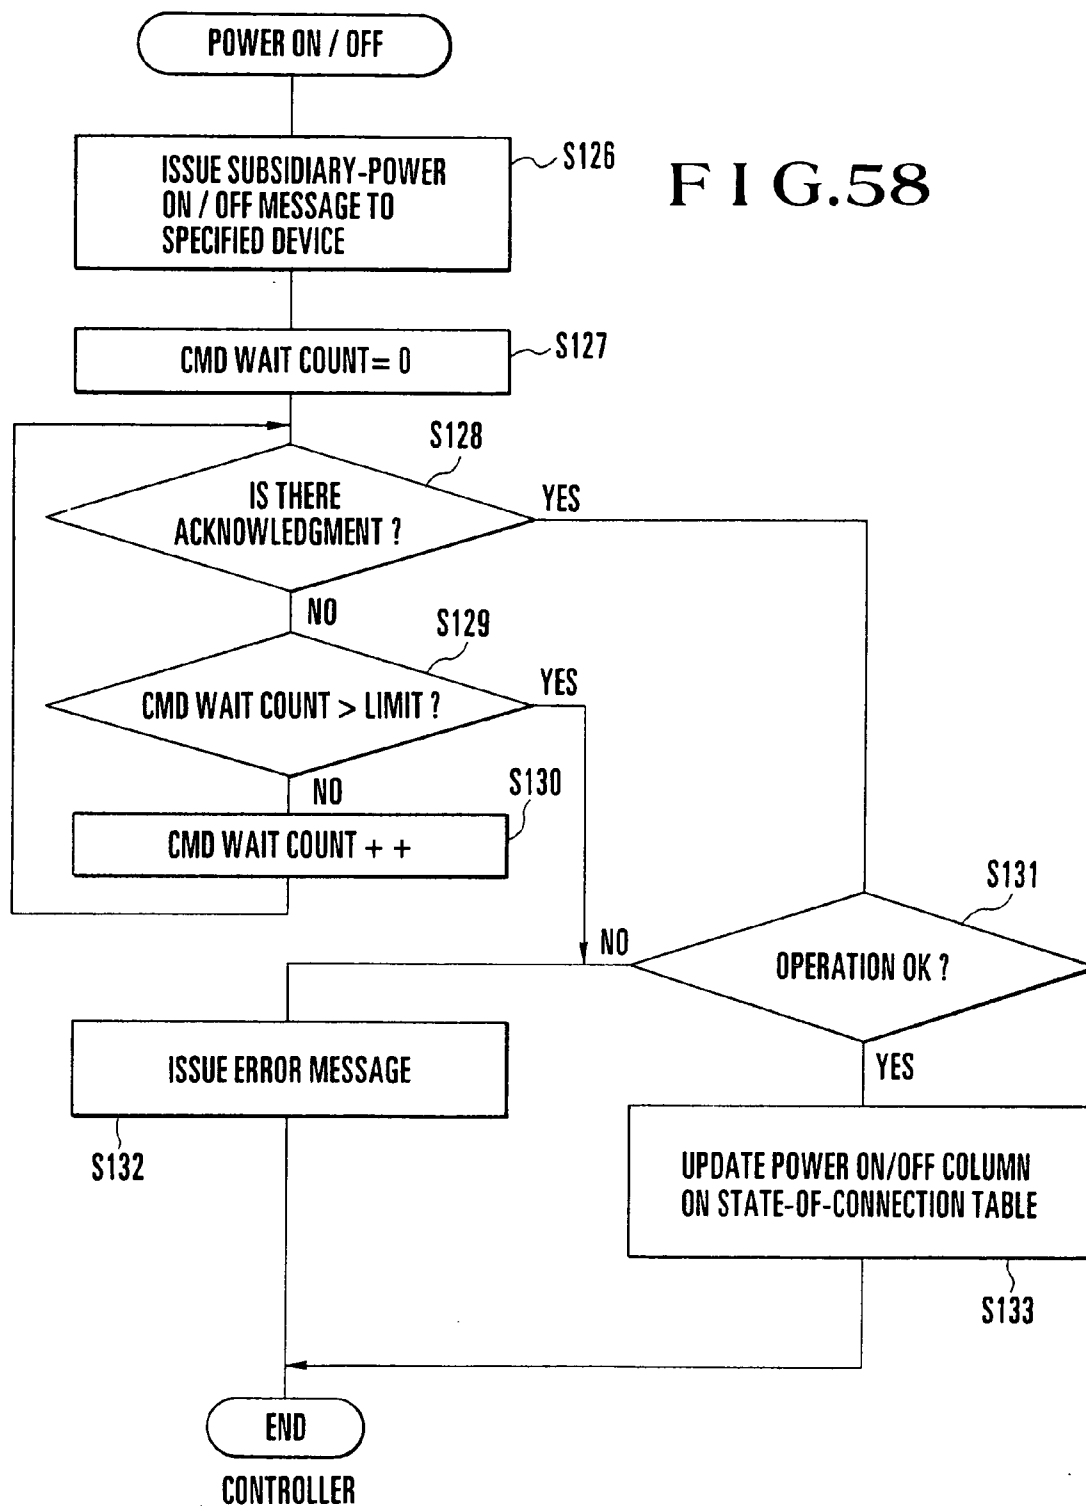 POWER ON / OFF
ISSUE SUBSIDIARY-POWER
ON / OFF MESSAGE TO
SPECIFIED DEVICE
S126
FIG.58
CMD WAIT COUNT= 0
S127
S128
IS THERE
ACKNOWLEDGMENT ?
YES
NO
S129
CMD WAIT COUNT > LIMIT ?
YES
NO
S130
CMD WAIT COUNT + +
S131
NO
OPERATION OK ?
YES
ISSUE ERROR MESSAGE
S132
UPDATE POWER ON/OFF COLUMN
ON STATE-OF-CONNECTION TABLE
S133
END
CONTROLLER